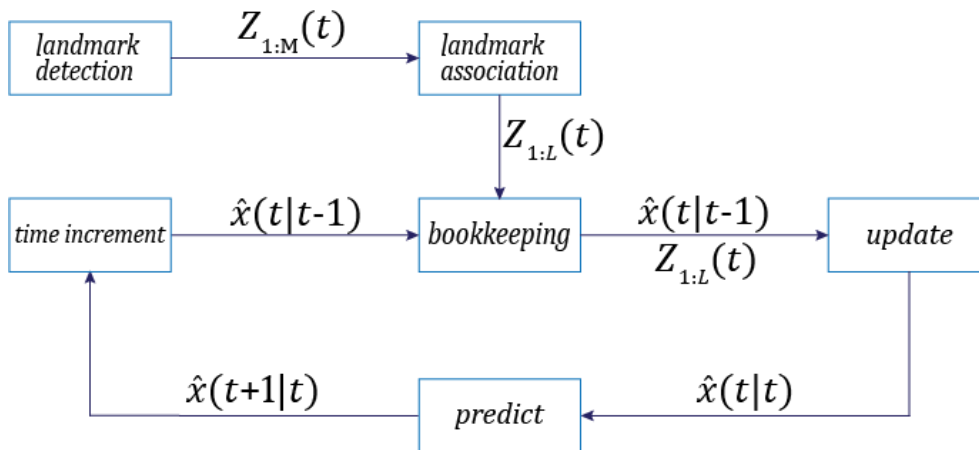 landmark
detection
Z₁:M(t)
landmark
association
Z₁:L(t)
time increment
x̂(t|t-1)
bookkeeping
x̂(t|t-1)
Z₁:L(t)
update
x̂(t+1|t)
predict
x̂(t|t)